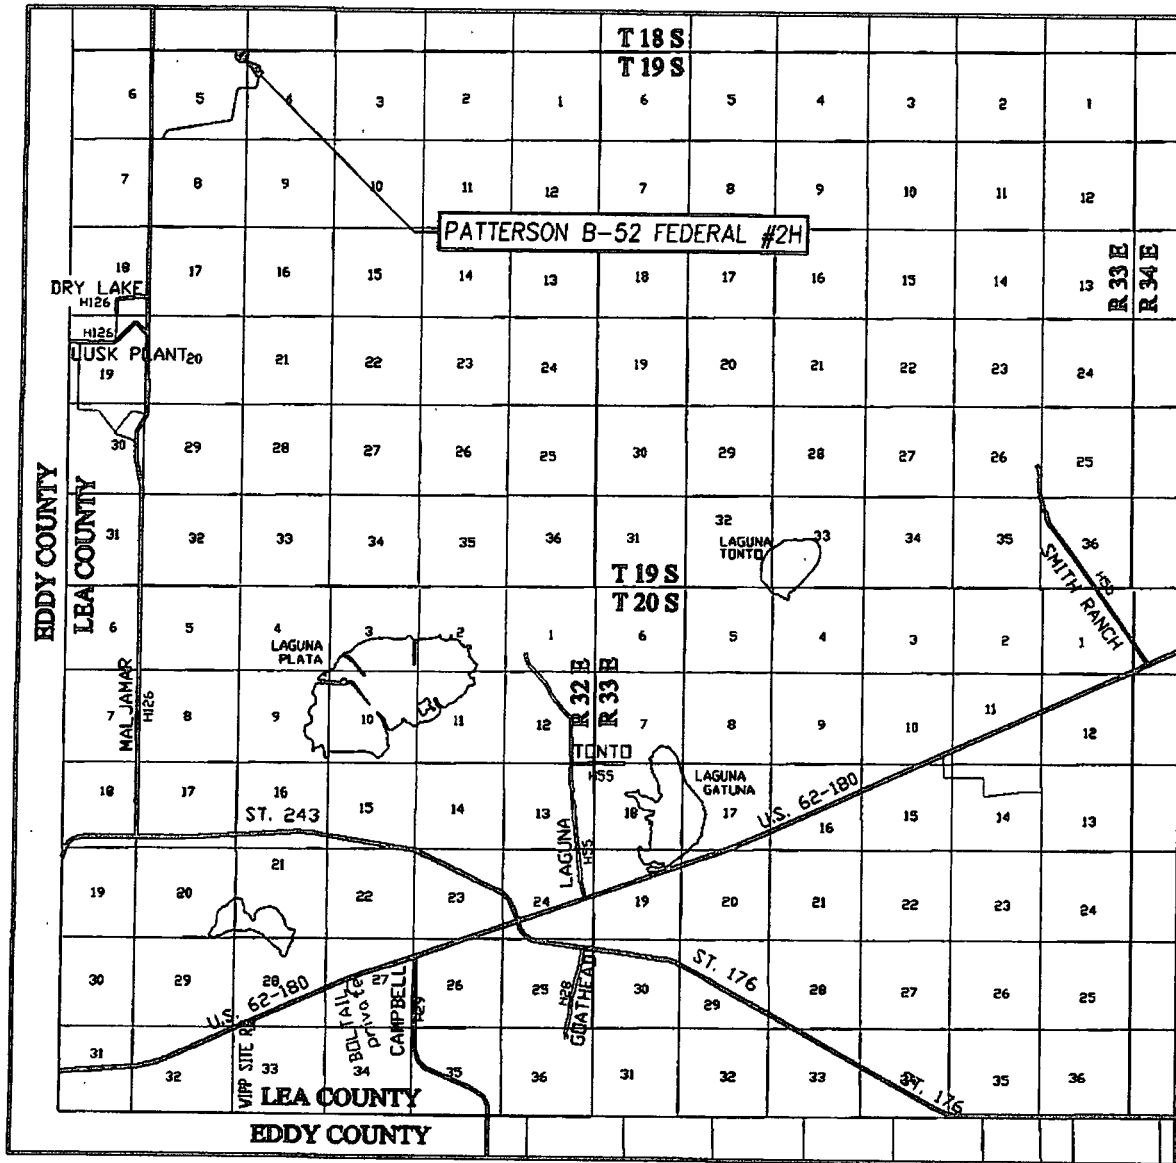 T 18 S
T 19 S
6 5 4 3 2 1 6 5 4 3 2 1
7 8 9 10 11 12 7 8 9 10 11 12
PATTERSON B-52 FEDERAL #2H
18 17 16 15 14 13 18 17 16 15 14 13
R 33 E
R 34 E
DRY LAKE
H126
H126
LUSK PLANT
19 20 21 22 23 24 19 20 21 22 23 24
30 29 28 27 26 25 30 29 28 27 26 25
EDDY COUNTY
LEA COUNTY
31 32 33 34 35 36 31 32 33 34 35 36
LAGUNA
TONTO
SMITH RANCH
H50
T 19 S
T 20 S
6 5 4 3 2 1 6 5 4 3 2 1
LAGUNA
PLATA
R 32 E
R 33 E
MALJAMAR
H126
7 8 9 10 11 12 7 8 9 10 11 12
TONTO
H55
LAGUNA
GATUNA
18 17 16 15 14 13 18 17 16 15 14 13
ST. 243
U.S. 62-180
LAGUNA
H55
19 20 21 22 23 24 19 20 21 22 23 24
30 29 28 27 26 25 30 29 28 27 26 25
ST. 176
U.S. 62-180
BOLTAIL
private
CAMPBELL
H29
H28
GOATHEAD
WIPP SITE RD
31 32 33 34 35 36 31 32 33 34 35 36
ST. 176
LEA COUNTY
EDDY COUNTY